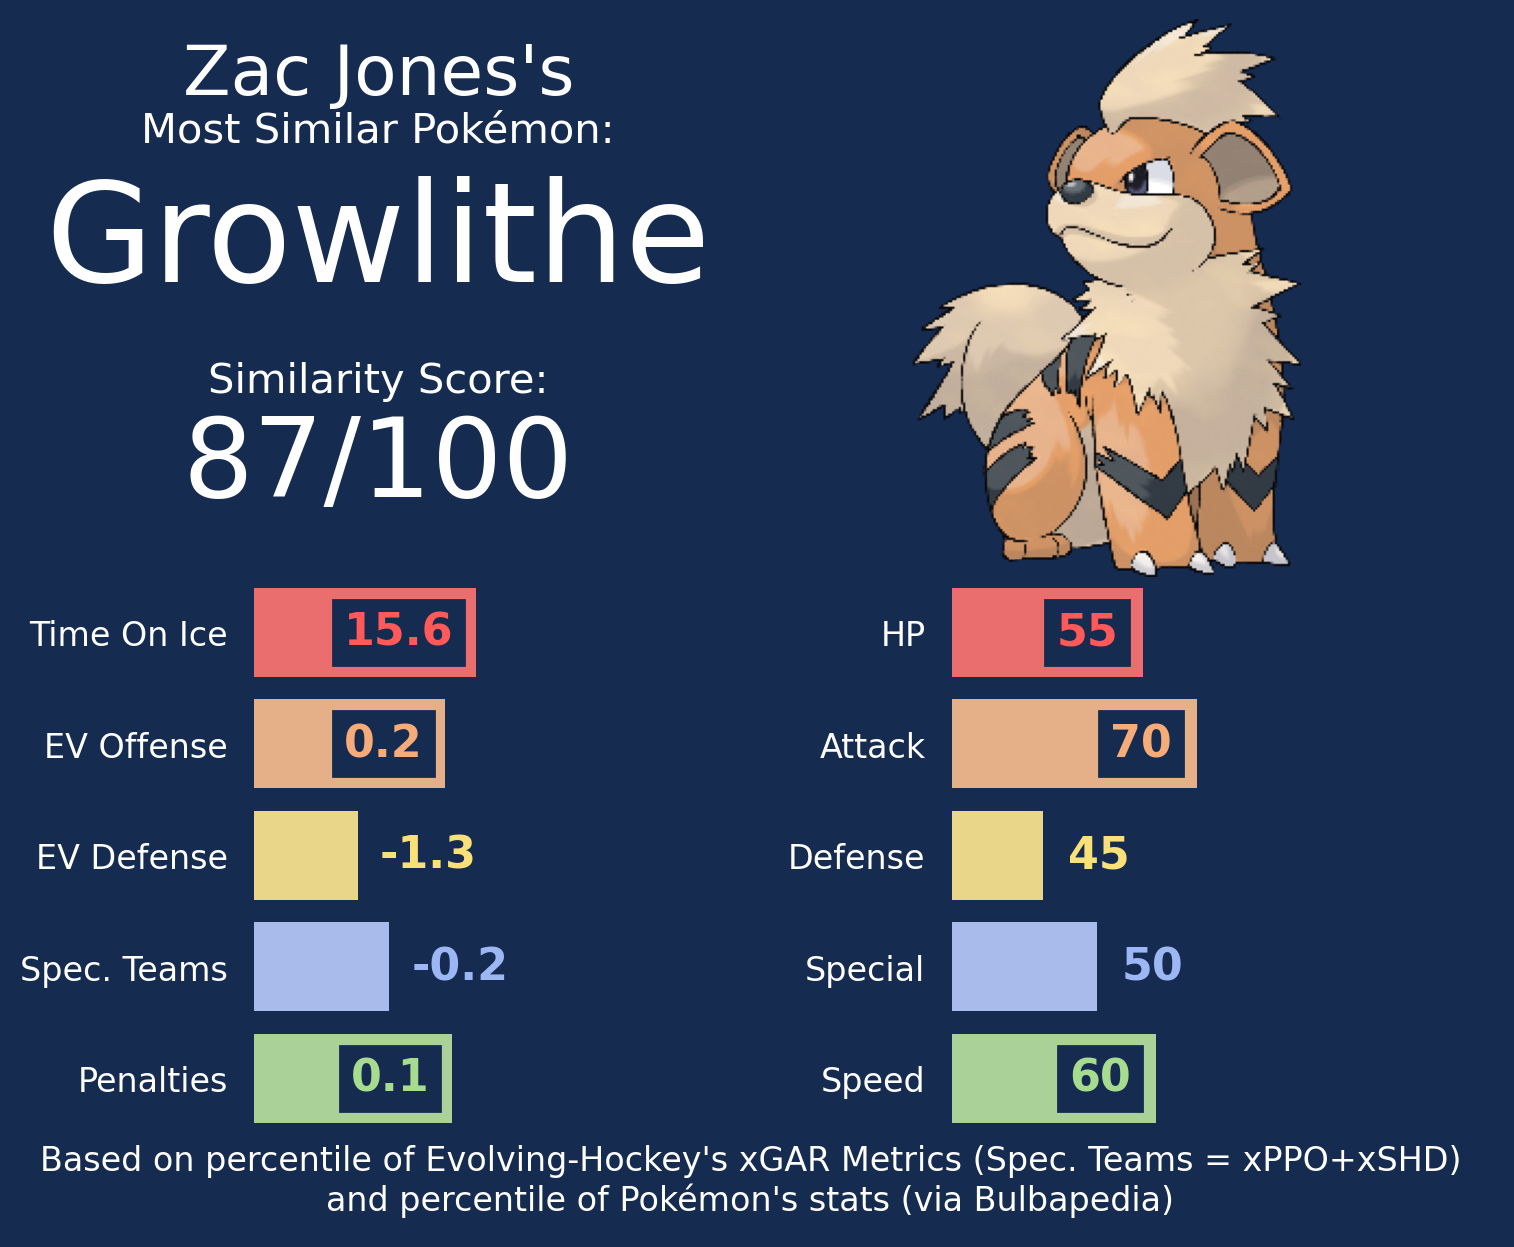 Zac Jones's
Most Similar Pokémon:
Growlithe
Similarity Score:
87/100
Time On Ice 15.6
EV Offense 0.2
EV Defense -1.3
Spec. Teams -0.2
Penalties 0.1
HP 55
Attack 70
Defense 45
Special 50
Speed 60
Based on percentile of Evolving-Hockey's xGAR Metrics (Spec. Teams = xPPO+xSHD)
and percentile of Pokémon's stats (via Bulbapedia)